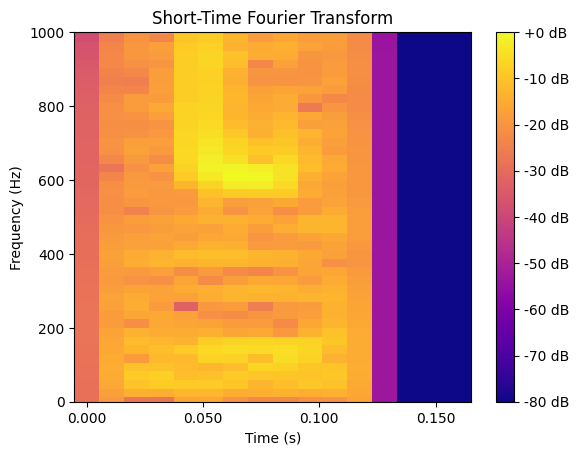 Short-Time Fourier Transform
1000
800
600
400
200
0
Frequency (Hz)
0.000
0.050
0.100
0.150
Time (s)
+0 dB
-10 dB
-20 dB
-30 dB
-40 dB
-50 dB
-60 dB
-70 dB
-80 dB